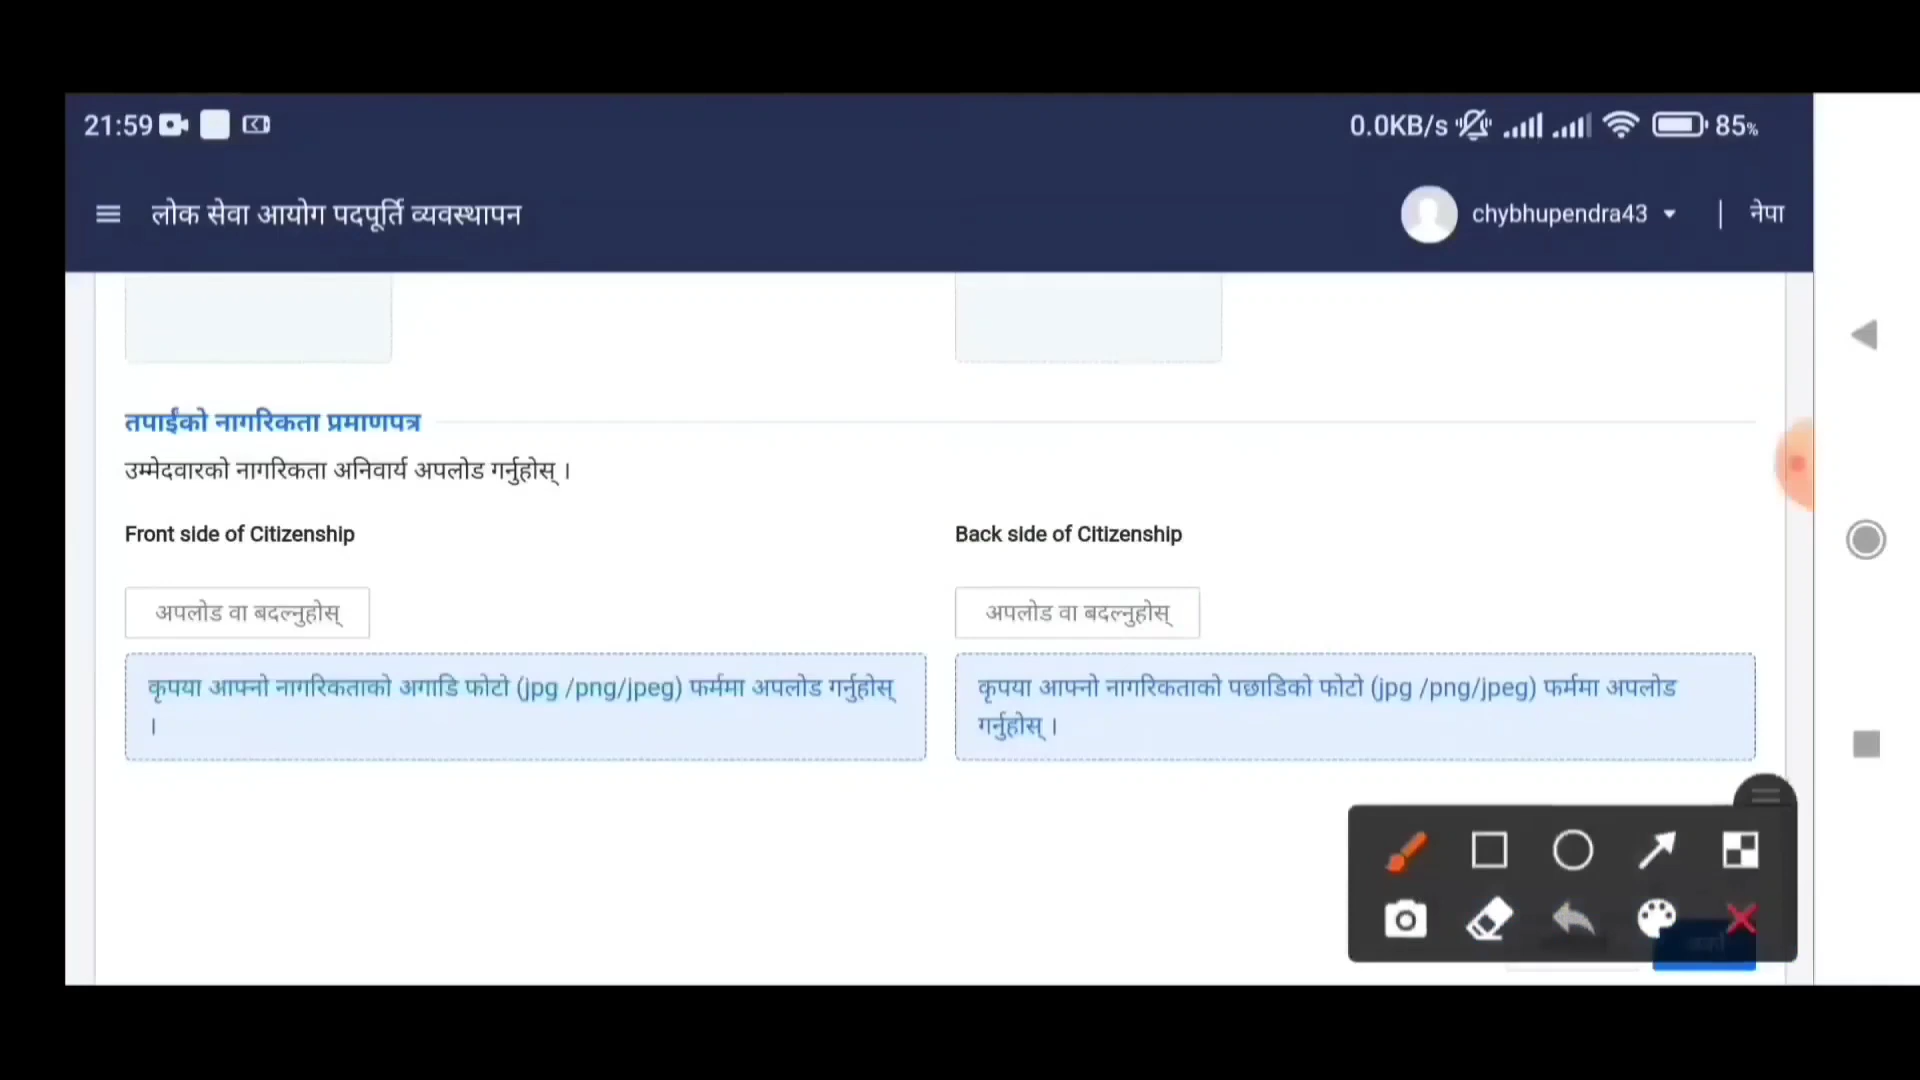 21:59
0.0KB/s
85%
लोक सेवा आयोग पदपूर्ति व्यवस्थापन
chybhupendra43
| नेपा
तपाईंको नागरिकता प्रमाणपत्र
उम्मेदवारको नागरिकता अनिवार्य अपलोड गर्नुहोस् ।
Front side of Citizenship
Back side of Citizenship
अपलोड वा बदल्नुहोस्
अपलोड वा बदल्नुहोस्
कृपया आफ्नो नागरिकताको अगाडि फोटो (jpg /png/jpeg) फर्ममा अपलोड गर्नुहोस्
।
कृपया आफ्नो नागरिकताको पछाडिको फोटो (jpg /png/jpeg) फर्ममा अपलोड
गर्नुहोस् ।